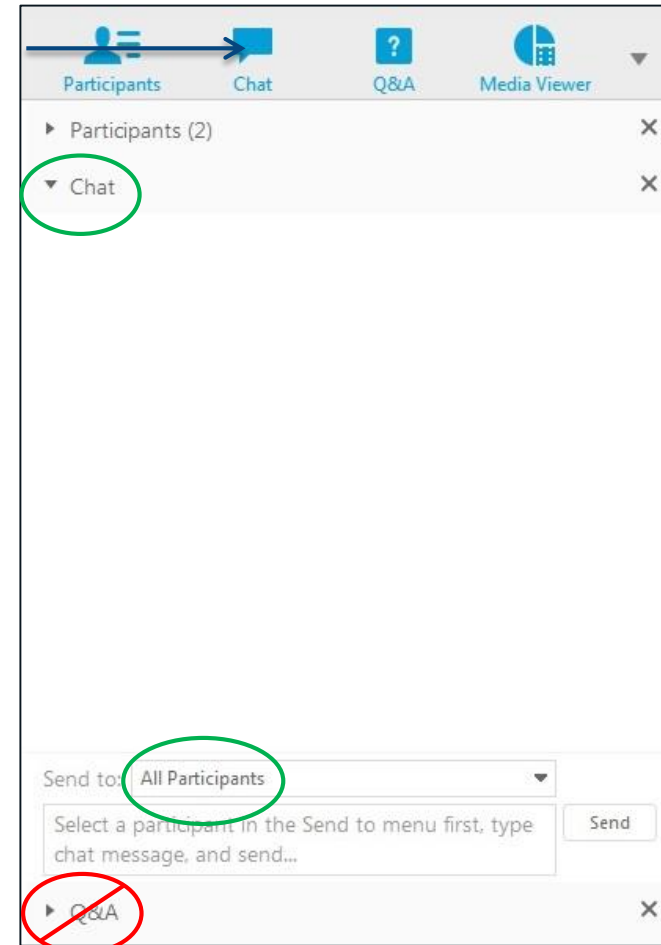 Participants Chat Q&A Media Viewer
Participants (2)
Chat
Send to: All Participants
Select a participant in the Send to menu first, type
chat message, and send...
Send
Q&A